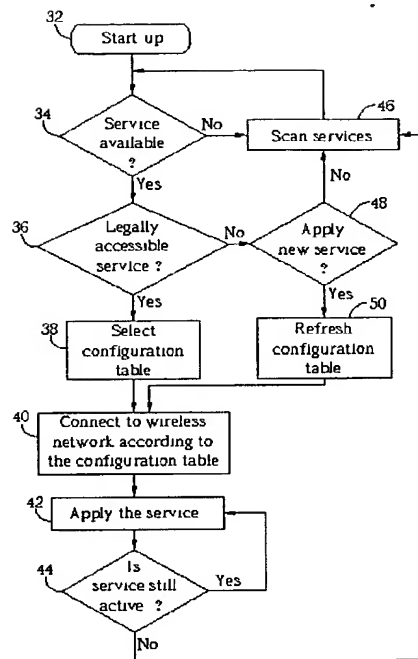 32
Start up
34
Service
available
?
No
46
Scan services
Yes
No
36
Legally
accessible
service ?
No
48
Apply
new service
?
Yes
Yes
38
Select
configuration
table
50
Refresh
configuration
table
40
Connect to wireless
network according to
the configuration table
42
Apply the service
44
Is
service still
active ?
Yes
No